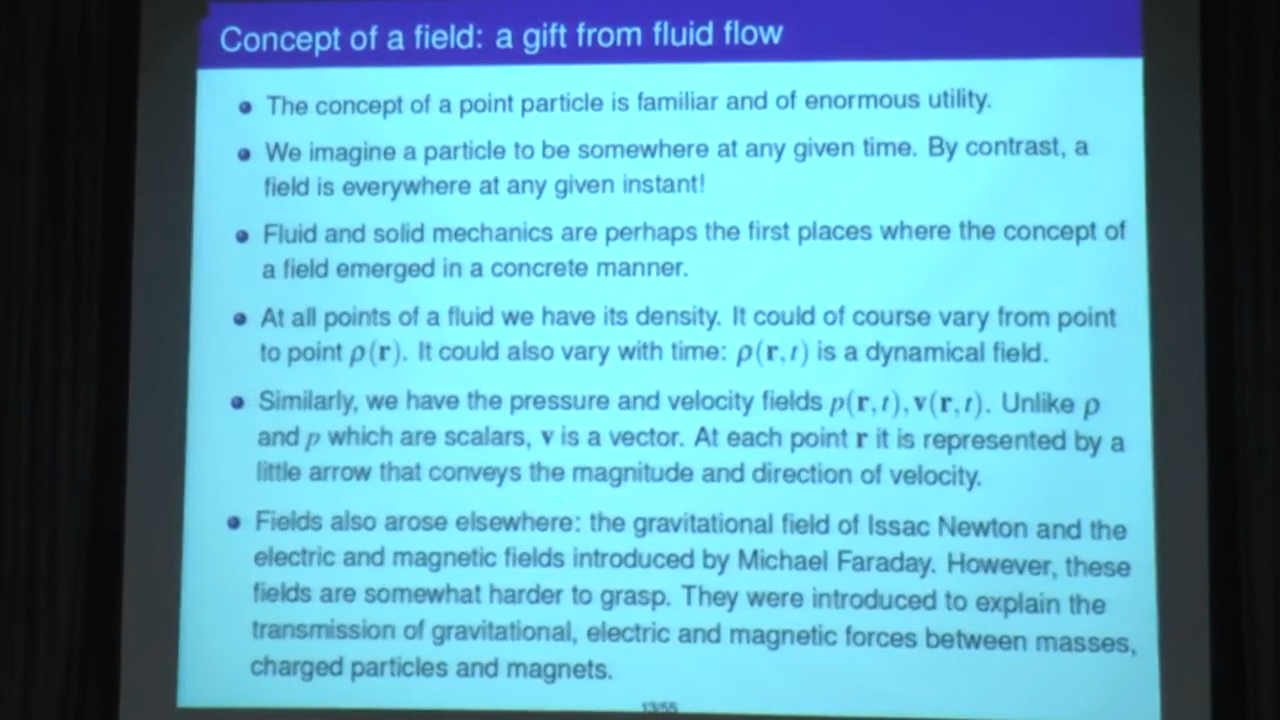 Concept of a field: a gift from fluid flow
The concept of a point particle is familiar and of enormous utility.
We imagine a particle to be somewhere at any given time. By contrast, a
field is everywhere at any given instant!
Fluid and solid mechanics are perhaps the first places where the concept of
a field emerged in a concrete manner.
At all points of a fluid we have its density. It could of course vary from point
to point ρ(r). It could also vary with time: ρ(r, t) is a dynamical field.
Similarly, we have the pressure and velocity fields p(r, t), v(r, t). Unlike ρ
and p which are scalars, v is a vector. At each point r it is represented by a
little arrow that conveys the magnitude and direction of velocity.
Fields also arose elsewhere: the gravitational field of Issac Newton and the
electric and magnetic fields introduced by Michael Faraday. However, these
fields are somewhat harder to grasp. They were introduced to explain the
transmission of gravitational, electric and magnetic forces between masses,
charged particles and magnets.
13/55